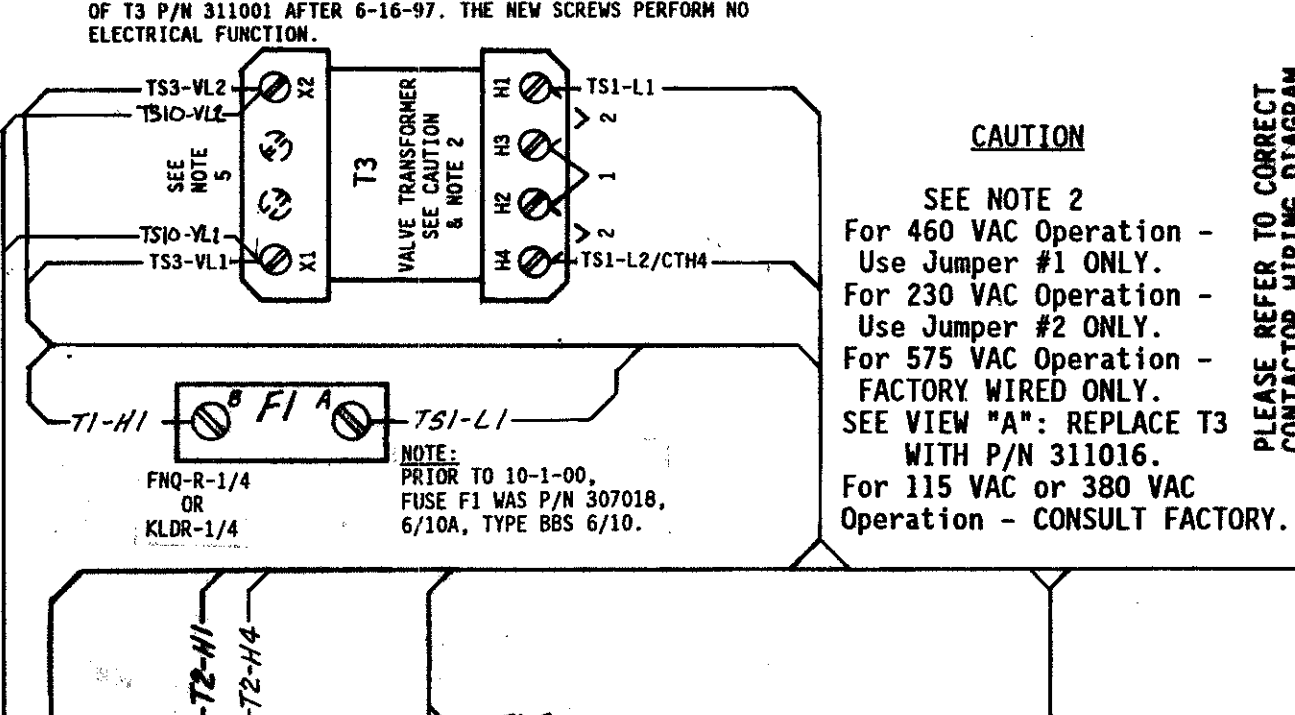 OF T3 P/N 311001 AFTER 6-16-97. THE NEW SCREWS PERFORM NO
ELECTRICAL FUNCTION.
TS3-VL2
TS10-VL2
SEE
NOTE
5
TS10-VL1
TS3-VL1
X2
X1
T3
VALVE TRANSFORMER
SEE CAUTION
& NOTE 2
H1
H3
H2
H4
TS1-L1
2
1
2
TS1-L2/CTH4
CAUTION
SEE NOTE 2
For 460 VAC Operation -
Use Jumper #1 ONLY.
For 230 VAC Operation -
Use Jumper #2 ONLY.
For 575 VAC Operation -
FACTORY WIRED ONLY.
SEE VIEW "A": REPLACE T3
WITH P/N 311016.
For 115 VAC or 380 VAC
Operation - CONSULT FACTORY.
PLEASE REFER TO CORRECT
CONTACTOR WIRING DIAGRAM
T1-H1
B F1 A
TS1-L1
FNQ-R-1/4
OR
KLDR-1/4
NOTE:
PRIOR TO 10-1-00,
FUSE F1 WAS P/N 307018,
6/10A, TYPE BBS 6/10.
T2-H1
T2-H4